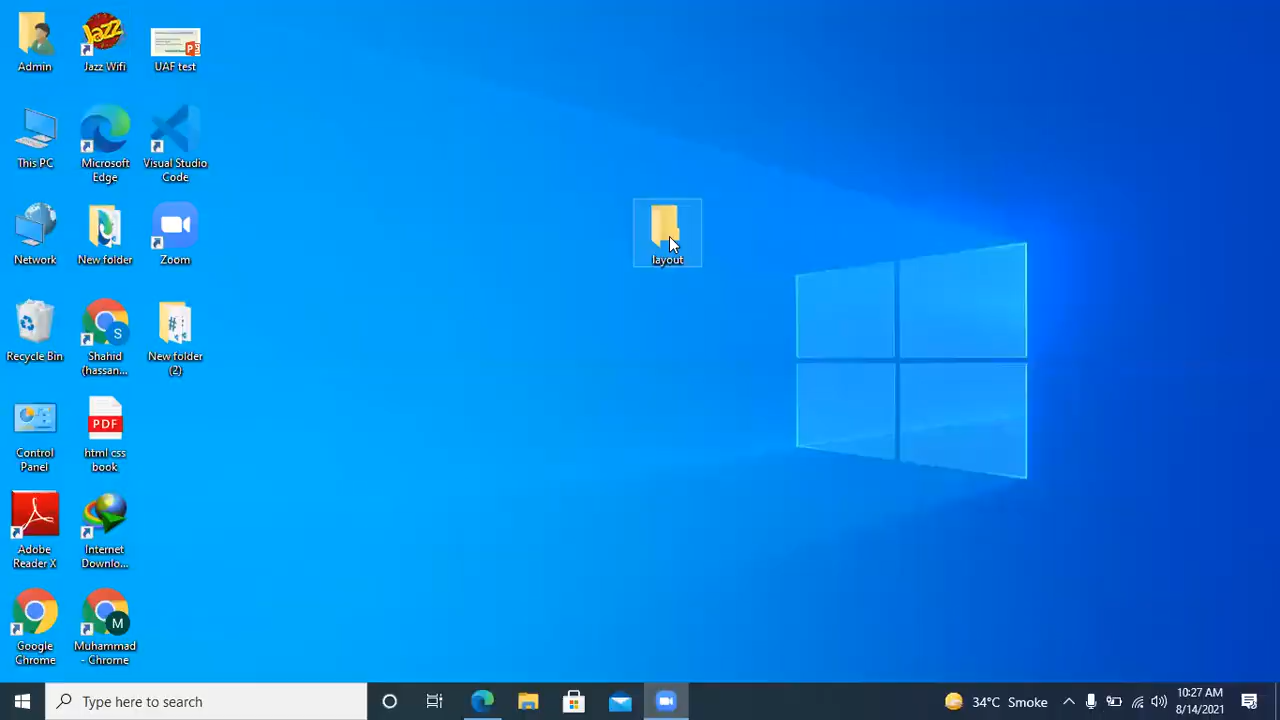 Admin
Jazz
Jazz Wifi
UAF test
This PC
Microsoft
Edge
Visual Studio
Code
Network
New folder
Zoom
layout
Recycle Bin
S
Shahid
(hassan...
#
New folder
(2)
Control
Panel
PDF
html css
book
Adobe
Reader X
Internet
Downlo...
Google
Chrome
M
Muhammad
- Chrome
Type here to search
34°C Smoke
10:27 AM
8/14/2021